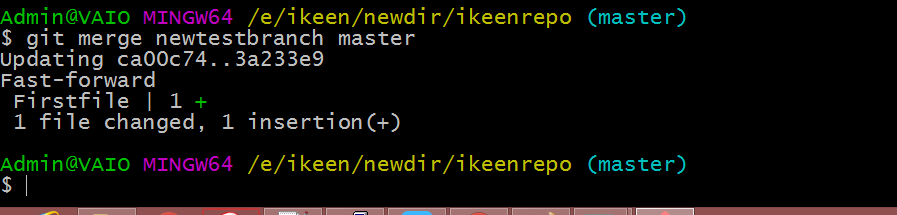 Admin@VAIO MINGW64 /e/ikeen/newdir/ikeenrepo (master)
$ git merge newtestbranch master
Updating ca00c74..3a233e9
Fast-forward
 Firstfile | 1 +
 1 file changed, 1 insertion(+)

Admin@VAIO MINGW64 /e/ikeen/newdir/ikeenrepo (master)
$